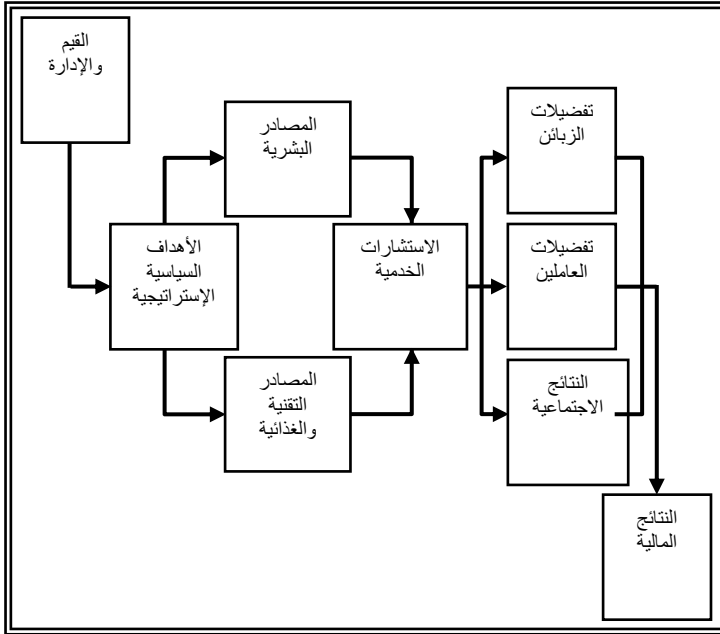 القيم
والإدارة
المصادر
البشرية
تفضيلات
الزبائن
الأهداف
السياسية
الإستراتيجية
الاستشارات
الخدمية
تفضيلات
العاملين
المصادر
التقنية
والغذائية
النتائج
الاجتماعية
النتائج
المالية